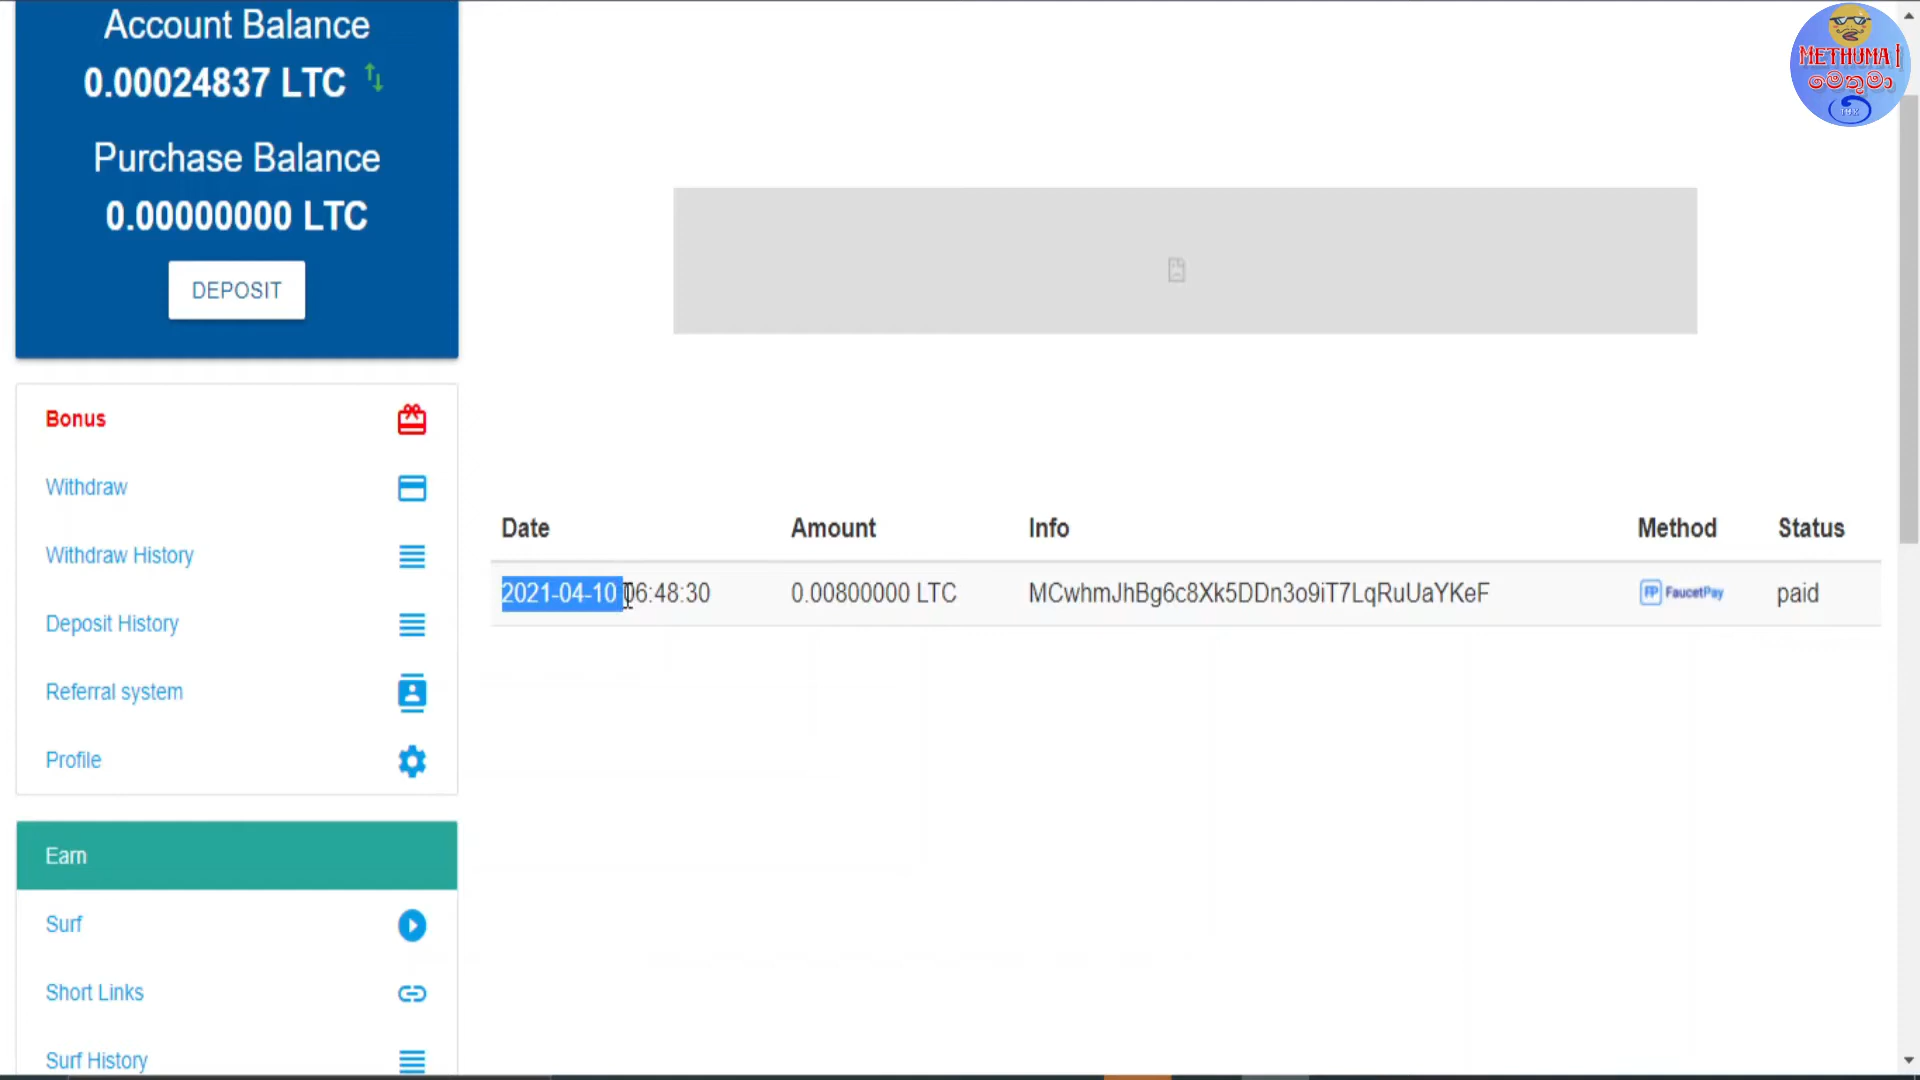 Account Balance
0.00024837 LTC
Purchase Balance
0.00000000 LTC
DEPOSIT
Bonus
Withdraw
Withdraw History
Deposit History
Referral system
Profile
Earn
Surf
Short Links
Surf History
METHUMA |
මෙතුමා
THX
Date Amount Info Method Status
2021-04-10 06:48:30 0.00800000 LTC MCwhmJhBg6c8Xk5DDn3o9iT7LqRuUaYKeF FP FaucetPay paid